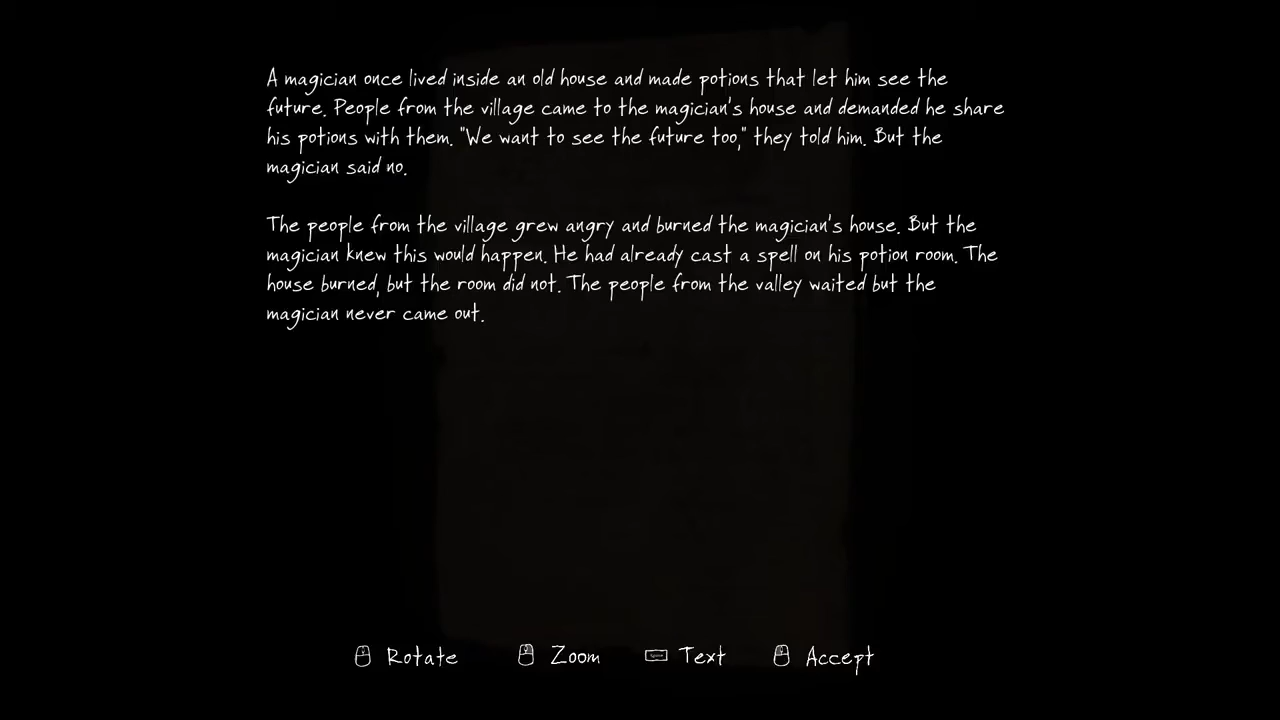 A magician once lived inside an old house and made potions that let him see the
future. People from the village came to the magician's house and demanded he share
his potions with them. "We want to see the future too," they told him. But the
magician said no.
The people from the village grew angry and burned the magician's house. But the
magician knew this would happen. He had already cast a spell on his potion room. The
house burned, but the room did not. The people from the valley waited but the
magician never came out.
Rotate Zoom Text Accept